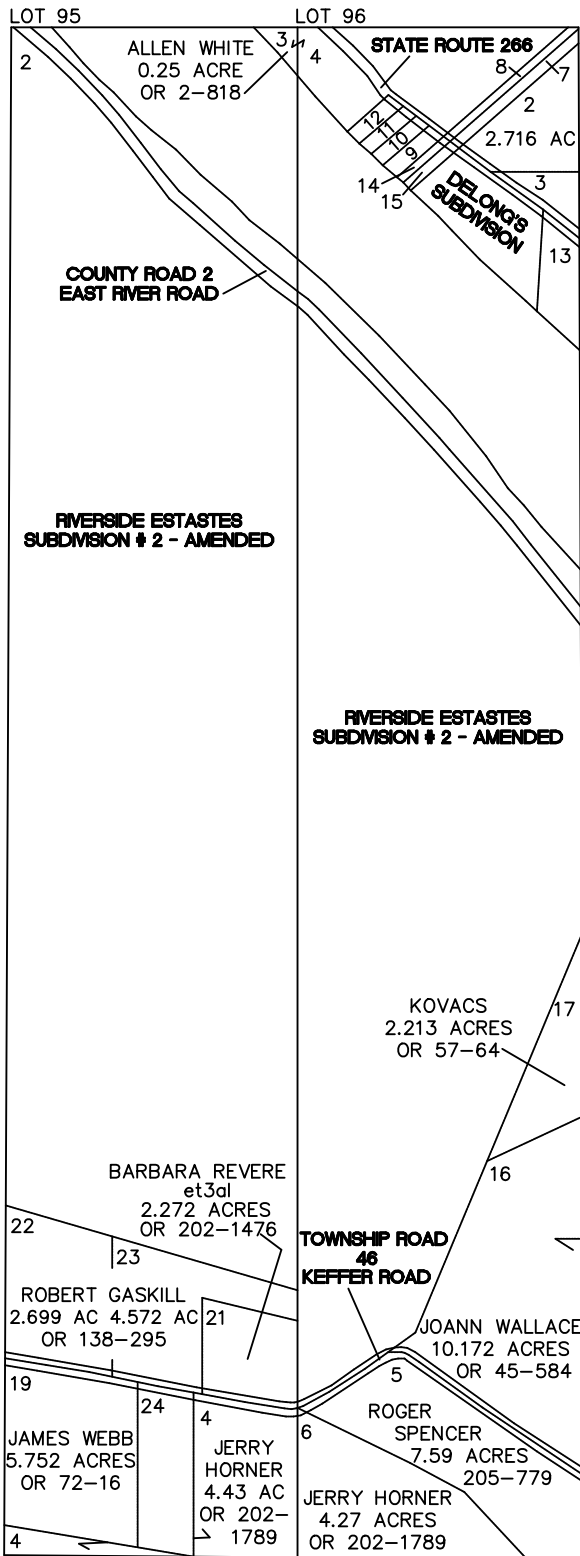 LOT 95
LOT 96
2
ALLEN WHITE
0.25 ACRE
OR 2-818
3
4
STATE ROUTE 266
8
7
2
2.716 AC
12
11
10
9
14
15
3
DELONG'S
SUBDIVISION
13
COUNTY ROAD 2
EAST RIVER ROAD
RIVERSIDE ESTASTES
SUBDIVISION # 2 - AMENDED
RIVERSIDE ESTASTES
SUBDIVISION # 2 - AMENDED
KOVACS
2.213 ACRES
OR 57-64
17
16
BARBARA REVERE
et3al
2.272 ACRES
OR 202-1476
22
23
TOWNSHIP ROAD
46
KEFFER ROAD
ROBERT GASKILL
2.699 AC 4.572 AC
OR 138-295
21
JOANN WALLACE
10.172 ACRES
OR 45-584
19
24
4
5
6
JAMES WEBB
5.752 ACRES
OR 72-16
JERRY
HORNER
4.43 AC
OR 202-
1789
ROGER
SPENCER
7.59 ACRES
205-779
JERRY HORNER
4.27 ACRES
OR 202-1789
4